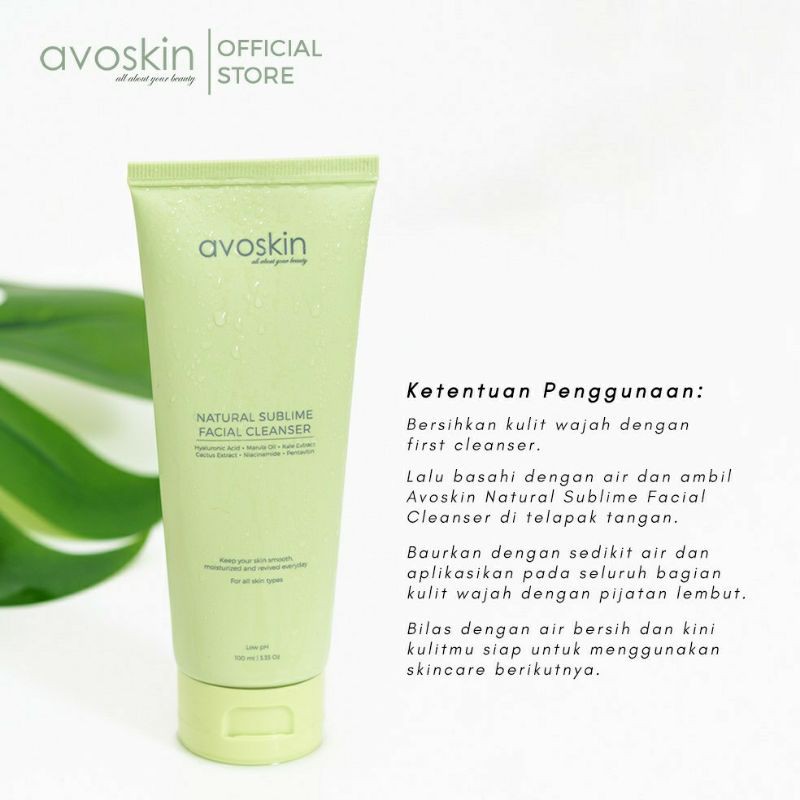 avoskin
all about your beauty
OFFICIAL
STORE
avoskin
all about your beauty
NATURAL SUBLIME
FACIAL CLEANSER
Hyaluronic Acid • Marula Oil • Kale Extract
Cactus Extract • Niacinamide • Pentavitin
Keep your skin smooth,
moisturized and revived everyday
For all skin types
Low pH
100 ml | 3.53 Oz
Ketentuan Penggunaan:
Bersihkan kulit wajah dengan
first cleanser.
Lalu basahi dengan air dan ambil
Avoskin Natural Sublime Facial
Cleanser di telapak tangan.
Baurkan dengan sedikit air dan
aplikasikan pada seluruh bagian
kulit wajah dengan pijatan lembut.
Bilas dengan air bersih dan kini
kulitmu siap untuk menggunakan
skincare berikutnya.